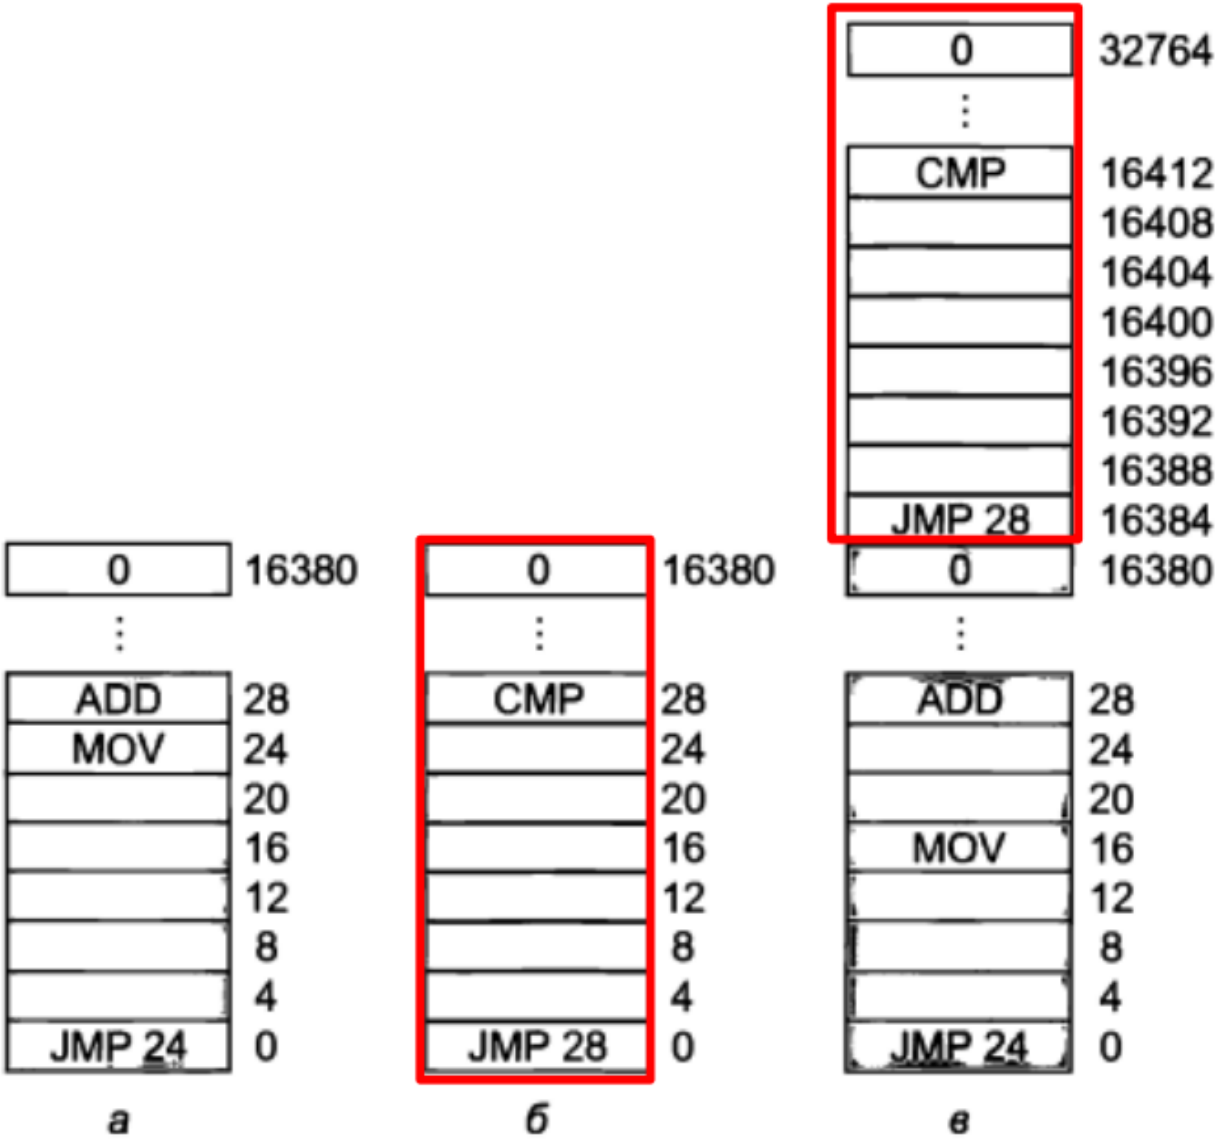 0 32764
⋮
CMP 16412
16408
16404
16400
16396
16392
16388
JMP 28 16384
0 16380 0 16380 0 16380
⋮ ⋮ ⋮
ADD 28 CMP 28 ADD 28
MOV 24 24 24
20 20 20
16 16 MOV 16
12 12 12
8 8 8
4 4 4
JMP 24 0 JMP 28 0 JMP 24 0
а б в